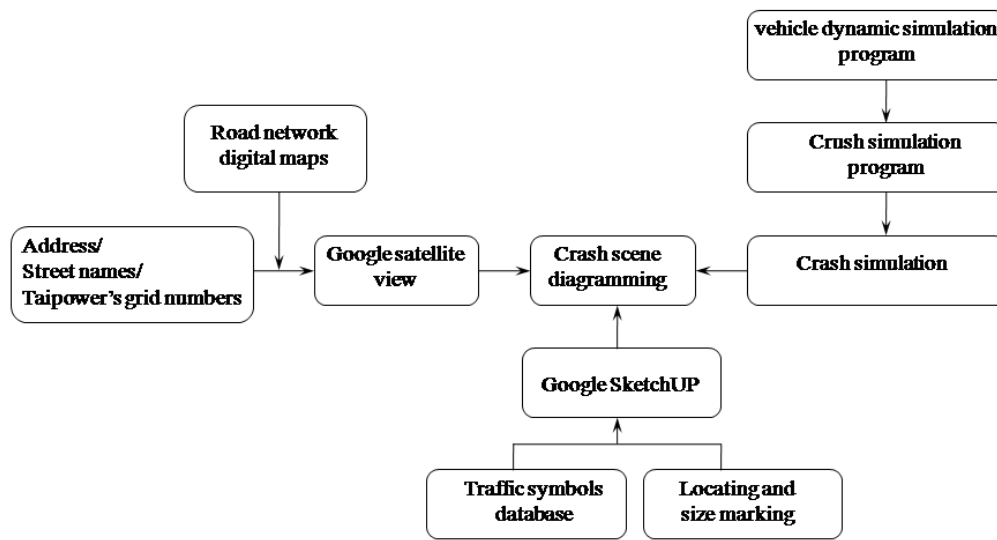 vehicle dynamic simulation
program
Road network
digital maps
Crush simulation
program
Address/
Street names/
Taipower's grid numbers
Google satellite
view
Crash scene
diagramming
Crash simulation
Google SketchUP
Traffic symbols
database
Locating and
size marking